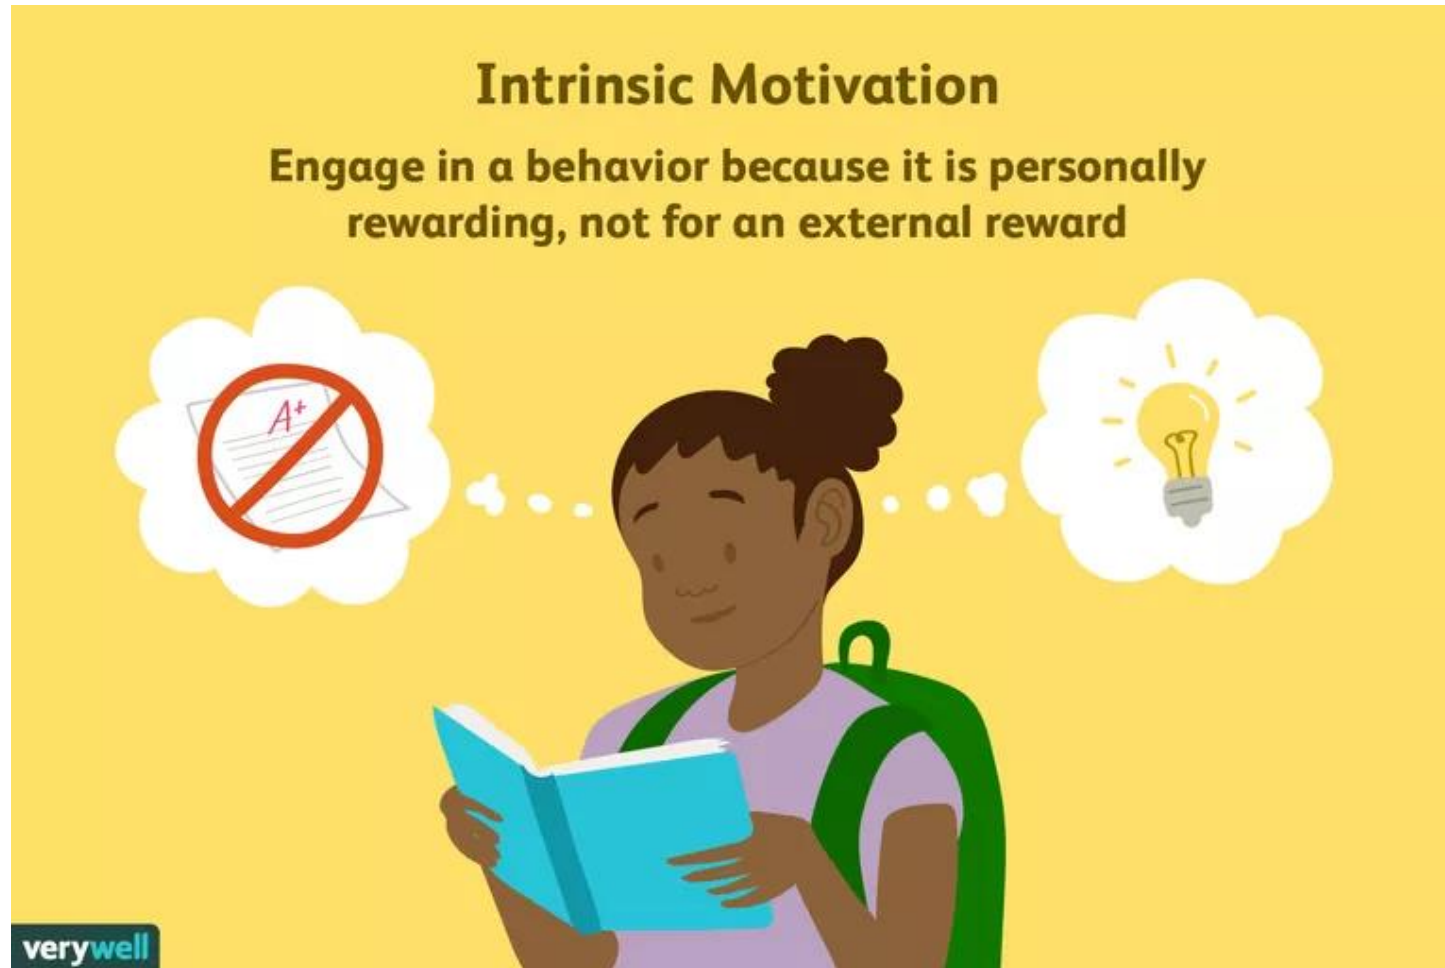 Intrinsic Motivation
Engage in a behavior because it is personally
rewarding, not for an external reward
A+
verywell